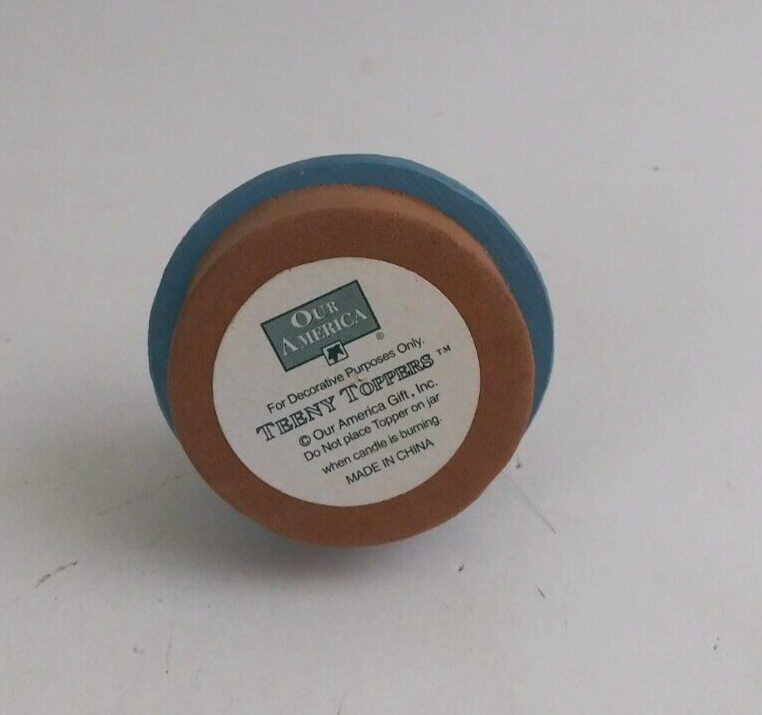 OUR
AMERICA
®
For Decorative Purposes Only.
TEENY TOPPERS ™
© Our America Gift, Inc.
Do Not place Topper on jar
when candle is burning.
MADE IN CHINA